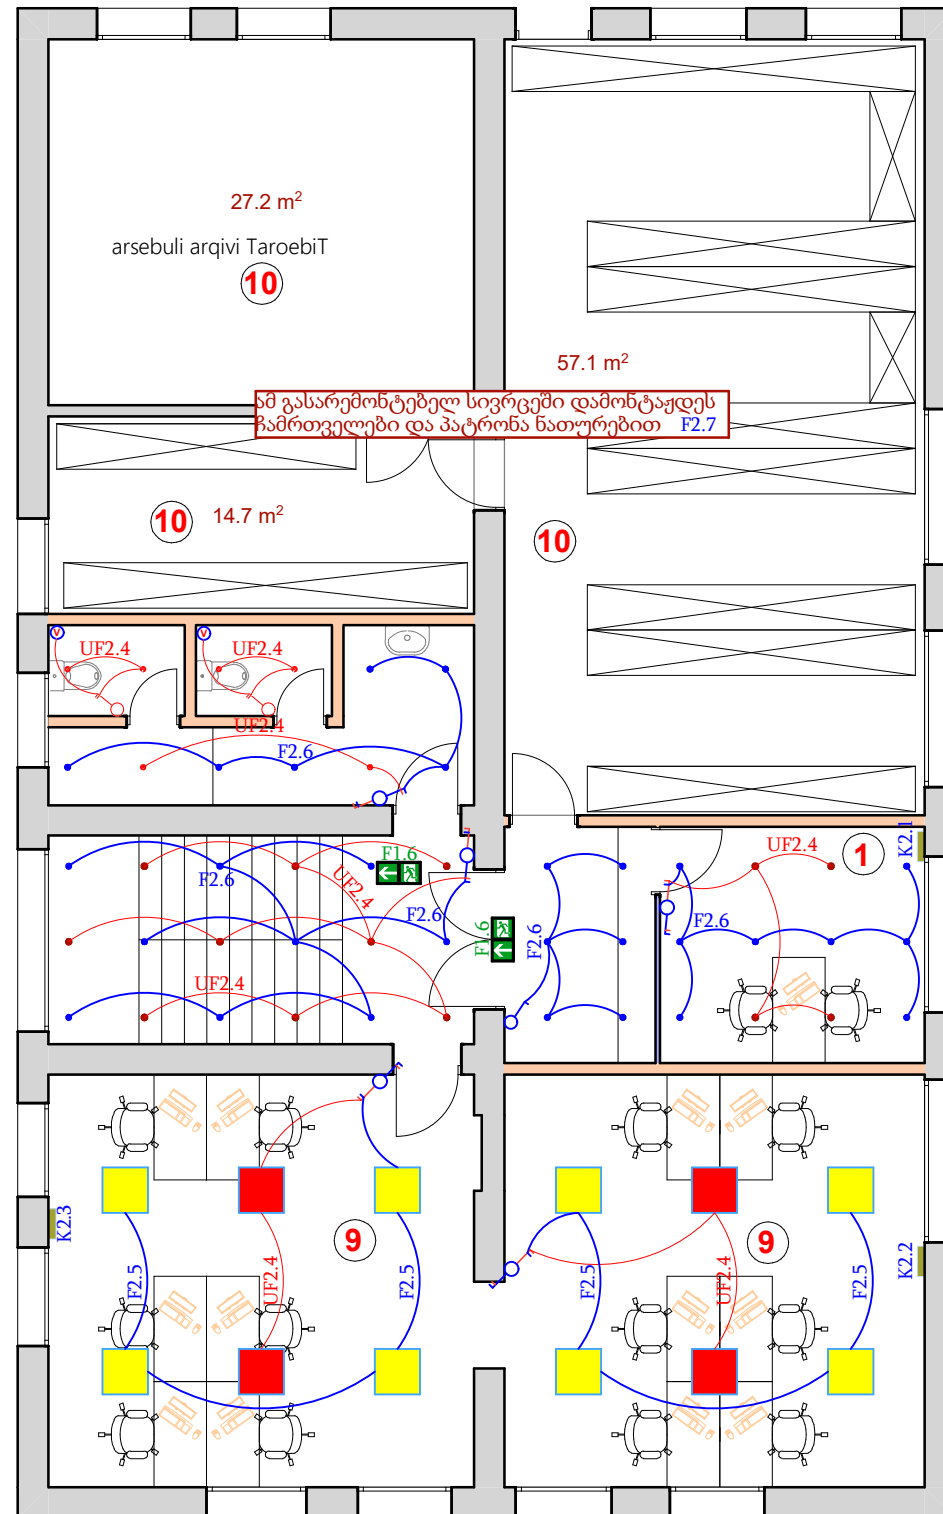 27.2 m²
arsebuli arqivi TaroebiT
10
57.1 m²
ამ გასარემონტებელ სივრცეში დამონტაჟდეს
ჩამრთველები და პატრონა ნათურებით F2.7
10
14.7 m²
10
V
UF2.4
V
UF2.4
UF2.4
F2.6
F1.6
F2.6
UF2.4
F2.6
UF2.4
F1.6
F2.6
UF2.4
1
K2.1
F2.6
K2.3
9
F2.5
UF2.4
F2.5
9
K2.2
F2.5
UF2.4
F2.5